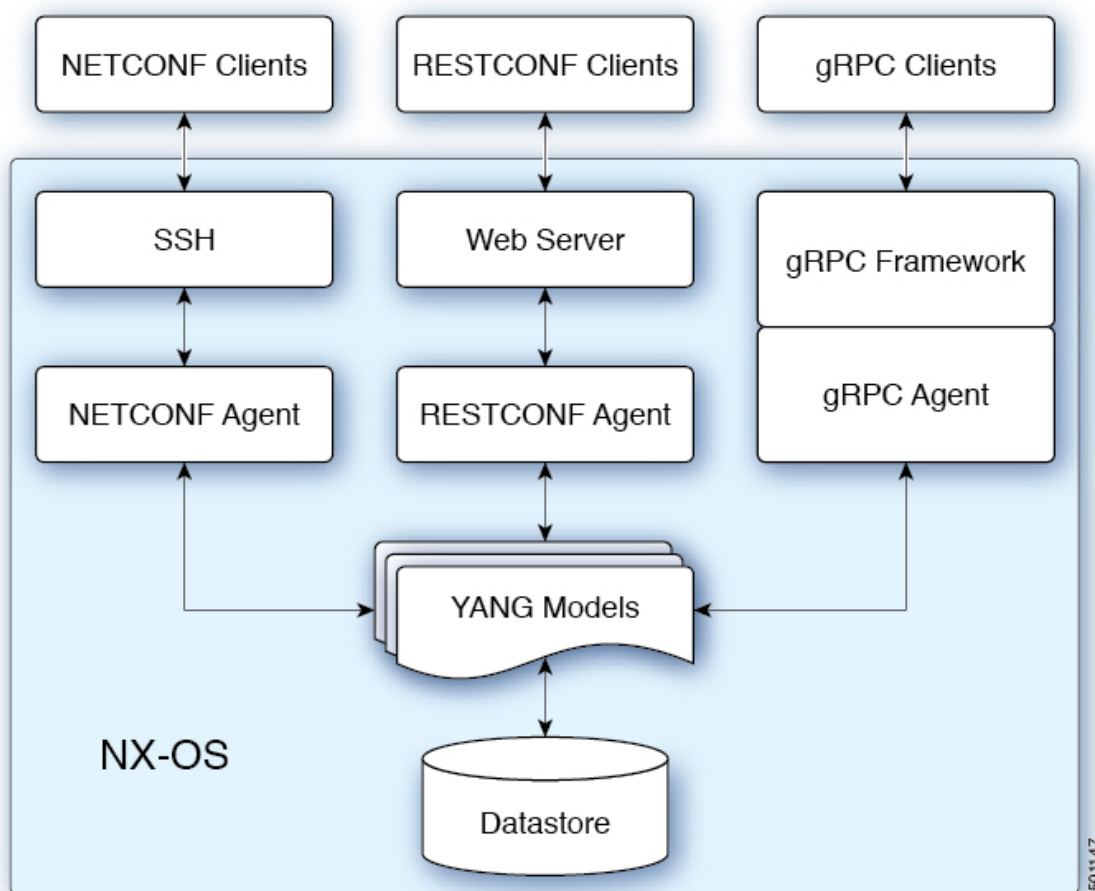 NETCONF Clients
RESTCONF Clients
gRPC Clients
SSH
Web Server
gRPC Framework
NETCONF Agent
RESTCONF Agent
gRPC Agent
YANG Models
NX-OS
Datastore
501147